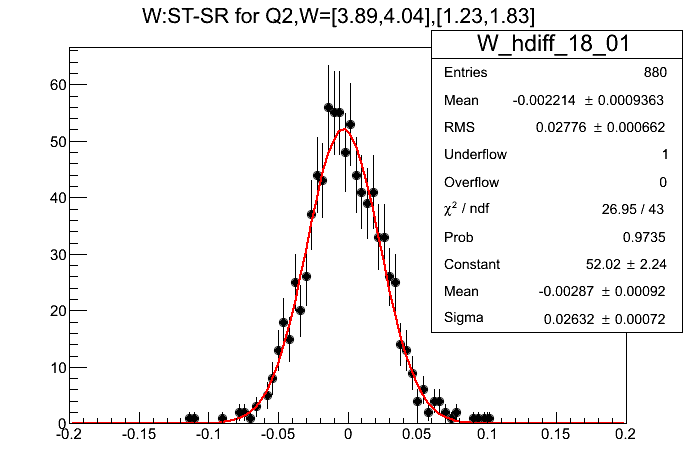 W:ST-SR for Q2,W=[3.89,4.04],[1.23,1.83]
W_hdiff_18_01
Entries 880
Mean -0.002214 ± 0.0009363
RMS 0.02776 ± 0.000662
Underflow 1
Overflow 0
χ² / ndf 26.95 / 43
Prob 0.9735
Constant 52.02 ± 2.24
Mean -0.00287 ± 0.00092
Sigma 0.02632 ± 0.00072
60
50
40
30
20
10
0
-0.2 -0.15 -0.1 -0.05 0 0.05 0.1 0.15 0.2